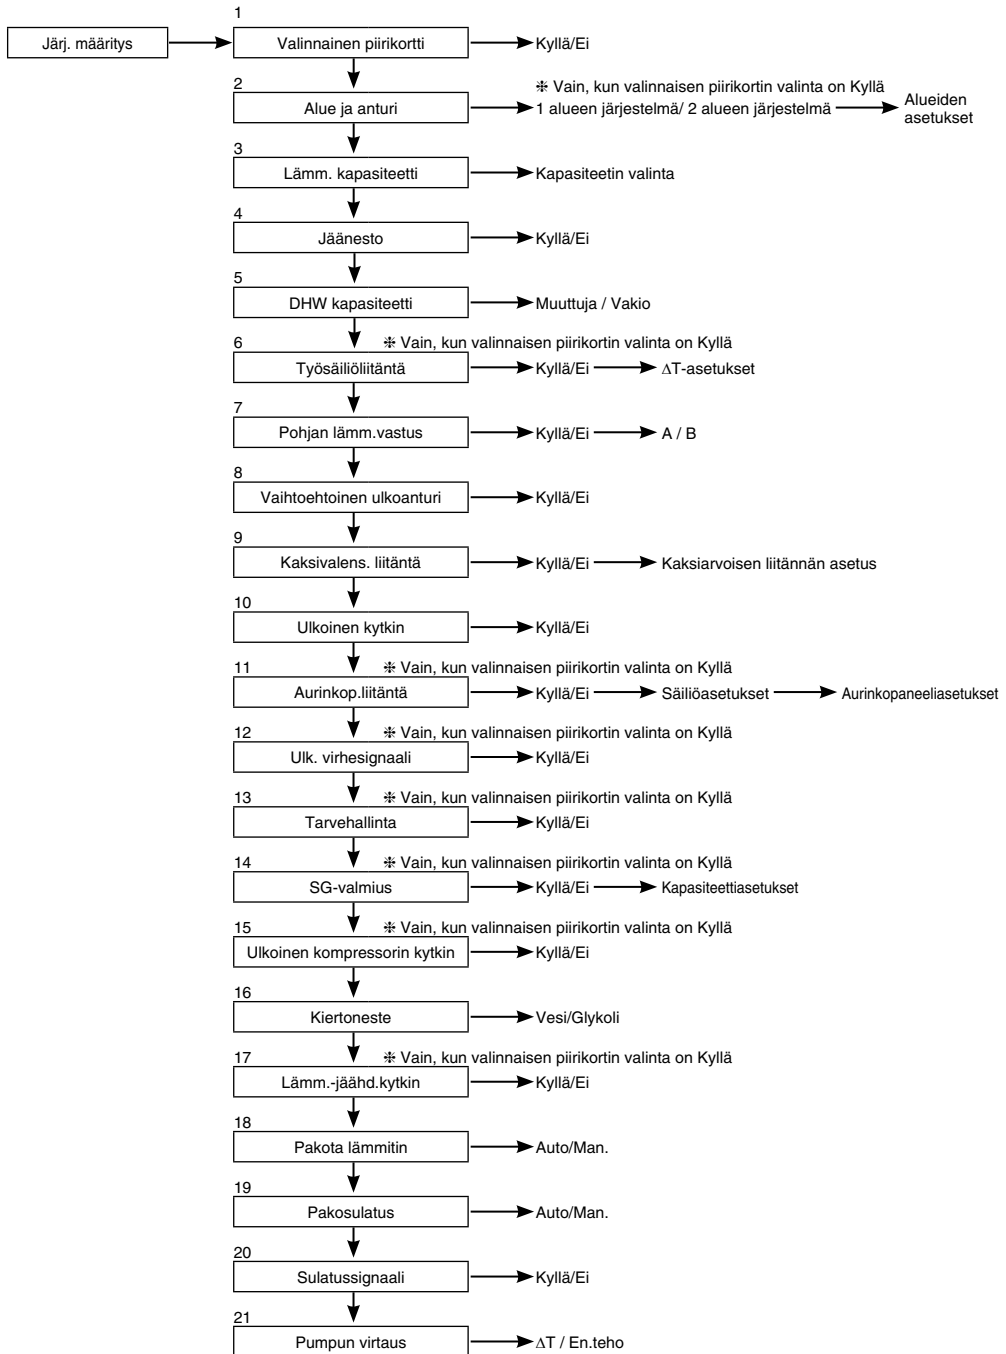 1
Järj. määritys
Valinnainen piirikortti
Kyllä/Ei
2
Alue ja anturi
❉ Vain, kun valinnaisen piirikortin valinta on Kyllä
1 alueen järjestelmä/ 2 alueen järjestelmä
Alueiden
asetukset
3
Lämm. kapasiteetti
Kapasiteetin valinta
4
Jäänesto
Kyllä/Ei
5
DHW kapasiteetti
Muuttuja / Vakio
6
❉ Vain, kun valinnaisen piirikortin valinta on Kyllä
Työsäiliöliitäntä
Kyllä/Ei
∆T-asetukset
7
Pohjan lämm.vastus
Kyllä/Ei
A / B
8
Vaihtoehtoinen ulkoanturi
Kyllä/Ei
9
Kaksivalens. liitäntä
Kyllä/Ei
Kaksiarvoisen liitännän asetus
10
Ulkoinen kytkin
Kyllä/Ei
11
❉ Vain, kun valinnaisen piirikortin valinta on Kyllä
Aurinkop.liitäntä
Kyllä/Ei
Säiliöasetukset
Aurinkopaneeliasetukset
12
❉ Vain, kun valinnaisen piirikortin valinta on Kyllä
Ulk. virhesignaali
Kyllä/Ei
13
❉ Vain, kun valinnaisen piirikortin valinta on Kyllä
Tarvehallinta
Kyllä/Ei
14
❉ Vain, kun valinnaisen piirikortin valinta on Kyllä
SG-valmius
Kyllä/Ei
Kapasiteettiasetukset
15
❉ Vain, kun valinnaisen piirikortin valinta on Kyllä
Ulkoinen kompressorin kytkin
Kyllä/Ei
16
Kiertoneste
Vesi/Glykoli
17
❉ Vain, kun valinnaisen piirikortin valinta on Kyllä
Lämm.-jäähd.kytkin
Kyllä/Ei
18
Pakota lämmitin
Auto/Man.
19
Pakosulatus
Auto/Man.
20
Sulatussignaali
Kyllä/Ei
21
Pumpun virtaus
∆T / En.teho